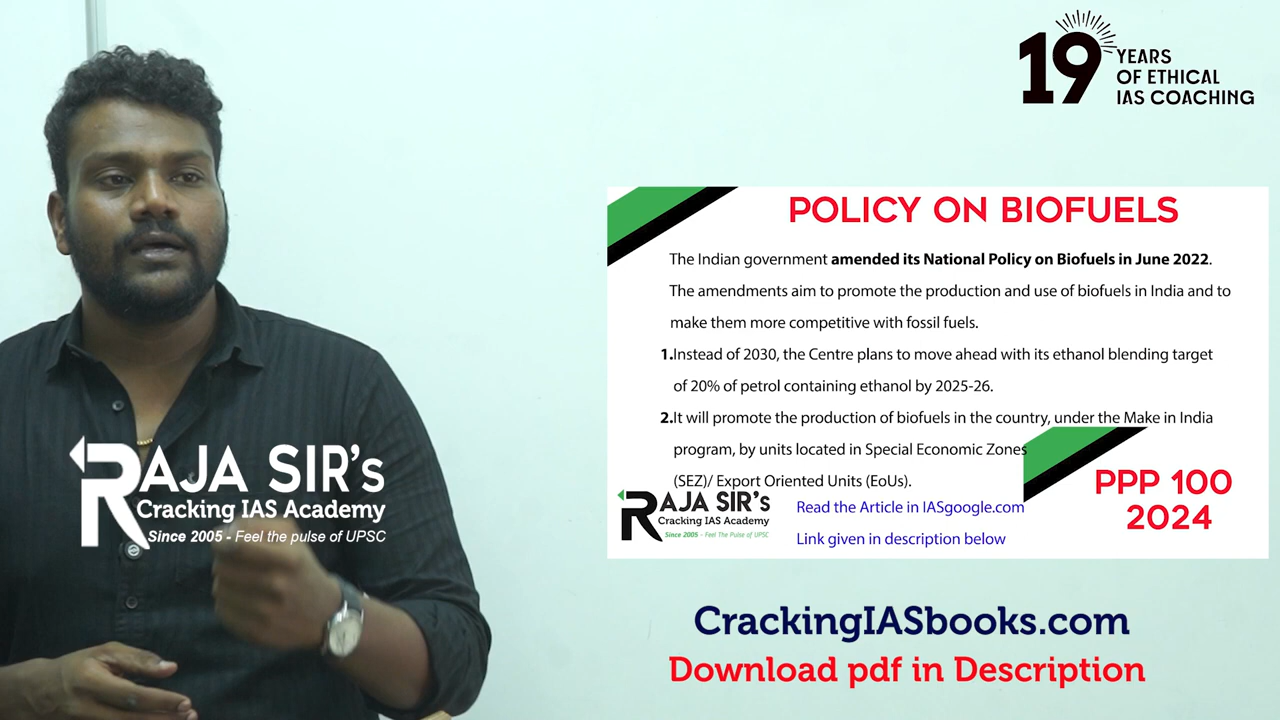 19 YEARS
OF ETHICAL
IAS COACHING
POLICY ON BIOFUELS
The Indian government amended its National Policy on Biofuels in June 2022.
The amendments aim to promote the production and use of biofuels in India and to
make them more competitive with fossil fuels.
1.Instead of 2030, the Centre plans to move ahead with its ethanol blending target
of 20% of petrol containing ethanol by 2025-26.
2.It will promote the production of biofuels in the country, under the Make in India
program, by units located in Special Economic Zones
(SEZ)/ Export Oriented Units (EoUs).
RAJA SIR's
Cracking IAS Academy
Since 2005 - Feel The Pulse of UPSC
Read the Article in IASgoogle.com
Link given in description below
PPP 100
2024
RAJA SIR's
Cracking IAS Academy
Since 2005 - Feel the pulse of UPSC
CrackingIASbooks.com
Download pdf in Description